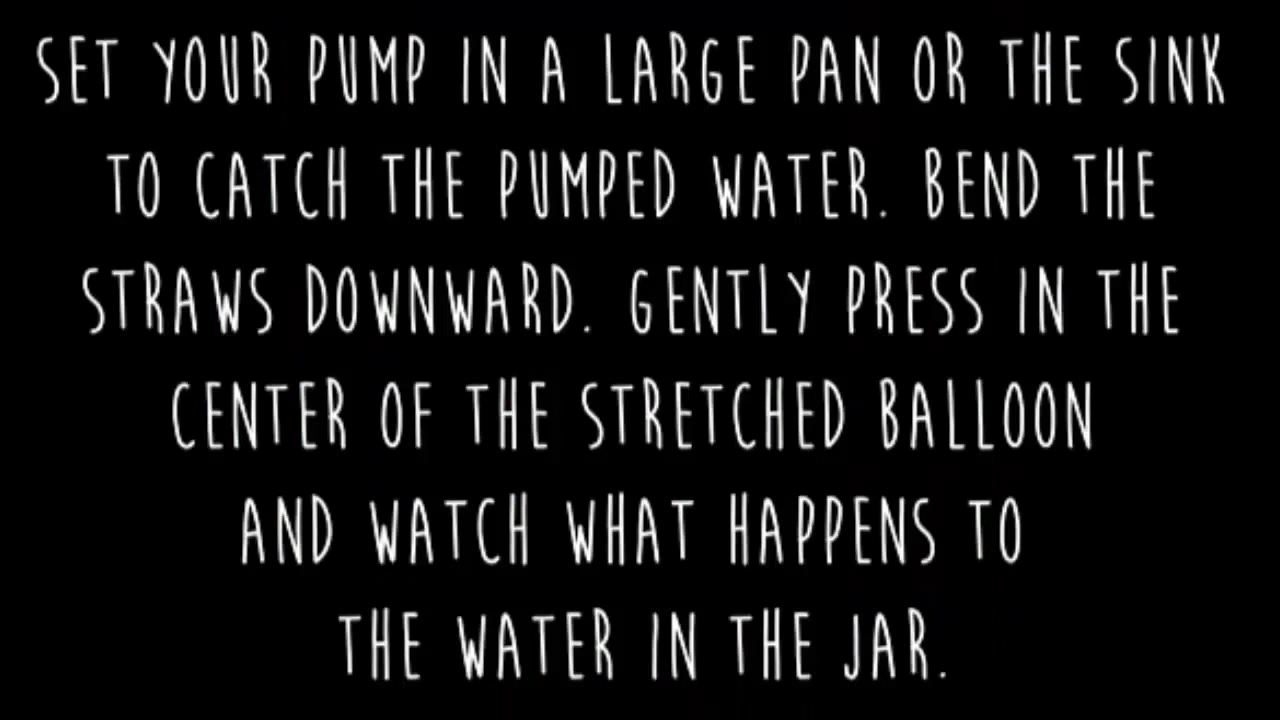 SET YOUR PUMP IN A LARGE PAN OR THE SINK
TO CATCH THE PUMPED WATER. BEND THE
STRAWS DOWNWARD. GENTLY PRESS IN THE
CENTER OF THE STRETCHED BALLOON
AND WATCH WHAT HAPPENS TO
THE WATER IN THE JAR.